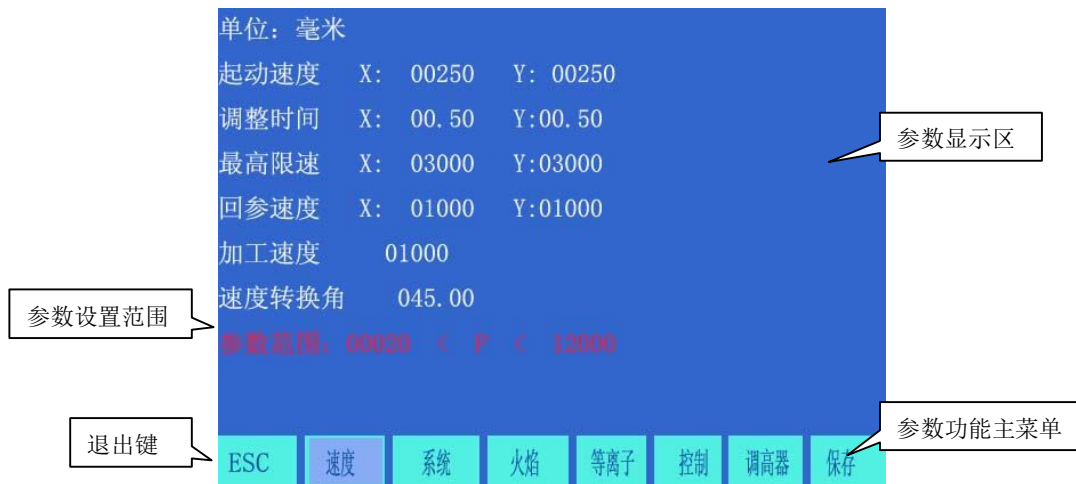 单位：毫米
起动速度 X: 00250 Y: 00250
调整时间 X: 00.50 Y:00.50
参数显示区
最高限速 X: 03000 Y:03000
回参速度 X: 01000 Y:01000
加工速度 01000
速度转换角 045.00
参数设置范围
参数范围：00020 < P < 12000
参数功能主菜单
退出键
ESC 速度 系统 火焰 等离子 控制 调高器 保存